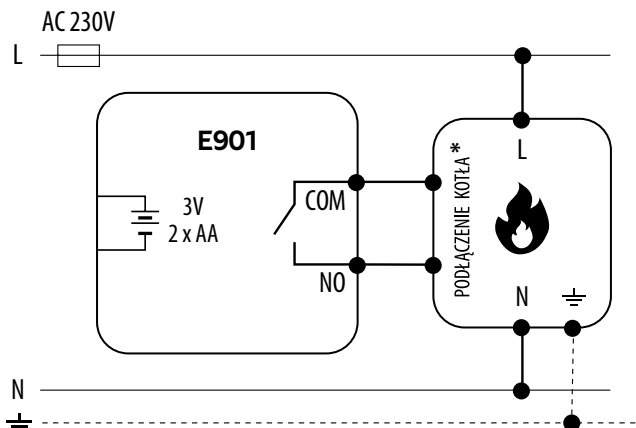 AC 230V
L
E901
3V
2 x AA
COM
NO
PODŁĄCZENIE KOTŁA *
L
N
N